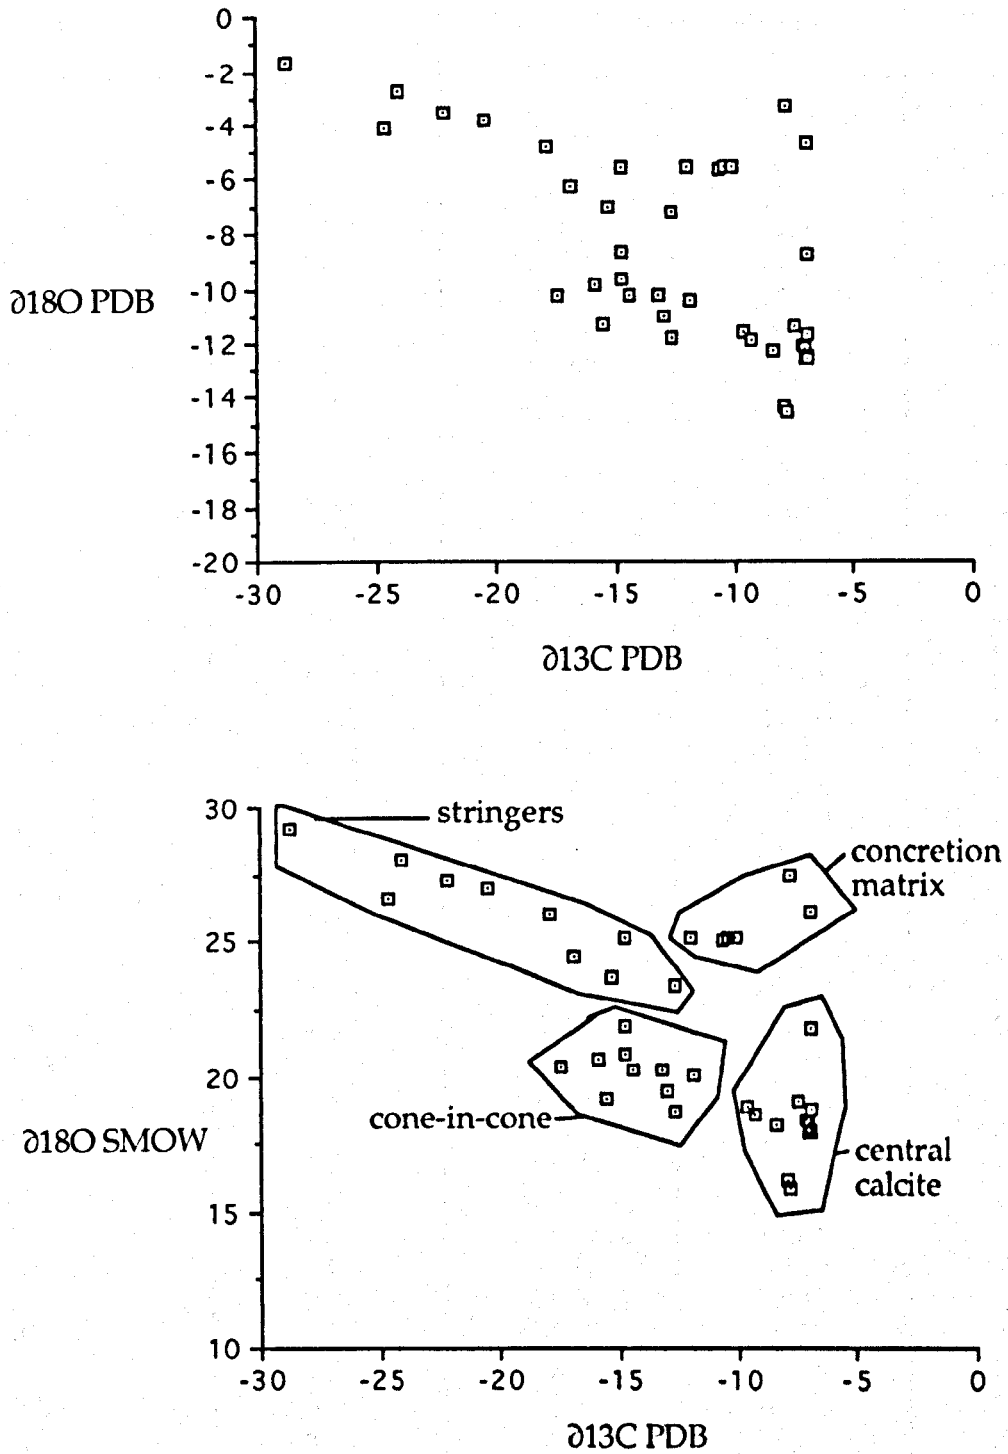 0
-2
-4
-6
-8
-10
-12
-14
-16
-18
-20
∂18O PDB
-30 -25 -20 -15 -10 -5 0
∂13C PDB
30
25
20
15
10
∂18O SMOW
stringers
concretion
matrix
cone-in-cone
central
calcite
-30 -25 -20 -15 -10 -5 0
∂13C PDB